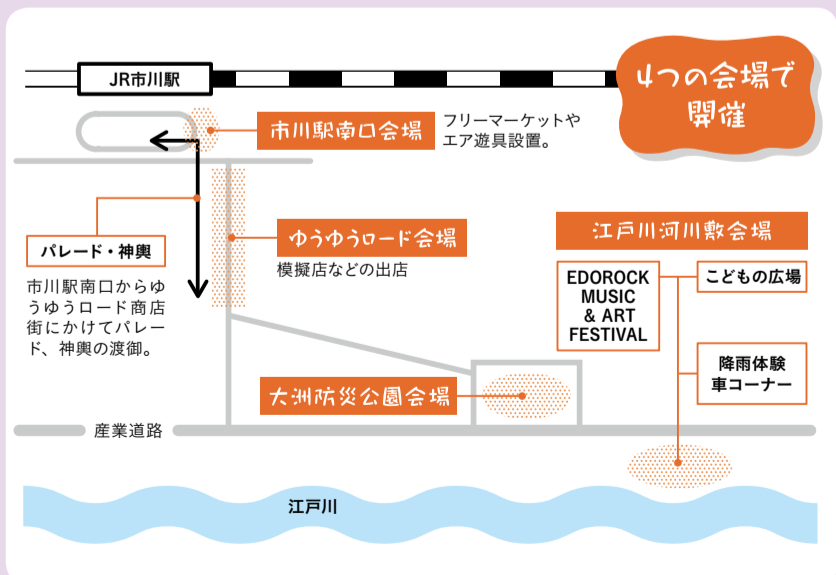 JR市川駅
4つの会場で
開催
市川駅南口会場
フリーマーケットや
エア遊具設置。
パレード・神輿
市川駅南口からゆ
うゆうロード商店
街にかけてパレー
ド、神輿の渡御。
ゆうゆうロード会場
模擬店などの出店
江戸川河川敷会場
EDOROCK
MUSIC
& ART
FESTIVAL
こどもの広場
降雨体験
車コーナー
大洲防災公園会場
産業道路
江戸川